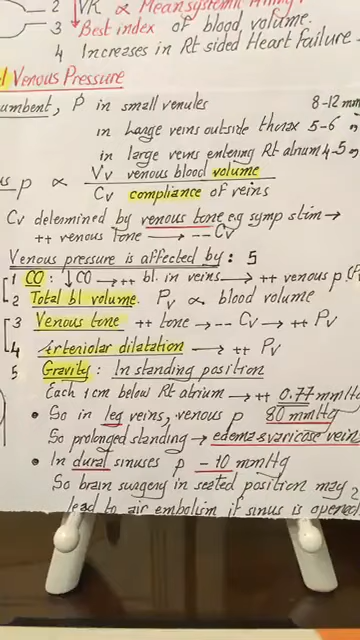 2 VR ∝ Mean systemic filling
3 Best index of blood volume.
4 Increases in Rt sided Heart Failure
Venous Pressure
umbent, P in small venules 8-12 mm
in Large veins outside thorax 5-6
in large veins entering Rt atrium 4-5
p ∝ Vv venous blood volume
Cv compliance of veins
Cv determined by venous tone eg symp stim →
++ venous tone → -- Cv
Venous pressure is affected by: 5
1 CO: ↓CO → ++ bl. in veins → ++ venous p
2 Total bl volume. Pv ∝ blood volume
3 Venous tone ++ tone → -- Cv → ++ Pv
4 Arteriolar dilatation → ++ Pv
5 Gravity: In standing position
Each 1cm below Rt atrium → ++ 0.77 mmHg
• So in leg veins, venous p 80 mmHg
So prolonged standing → edema & varicose vein
• In dural sinuses p -10 mmHg
So brain surgery in seated position may
lead to air embolism if sinus is opened